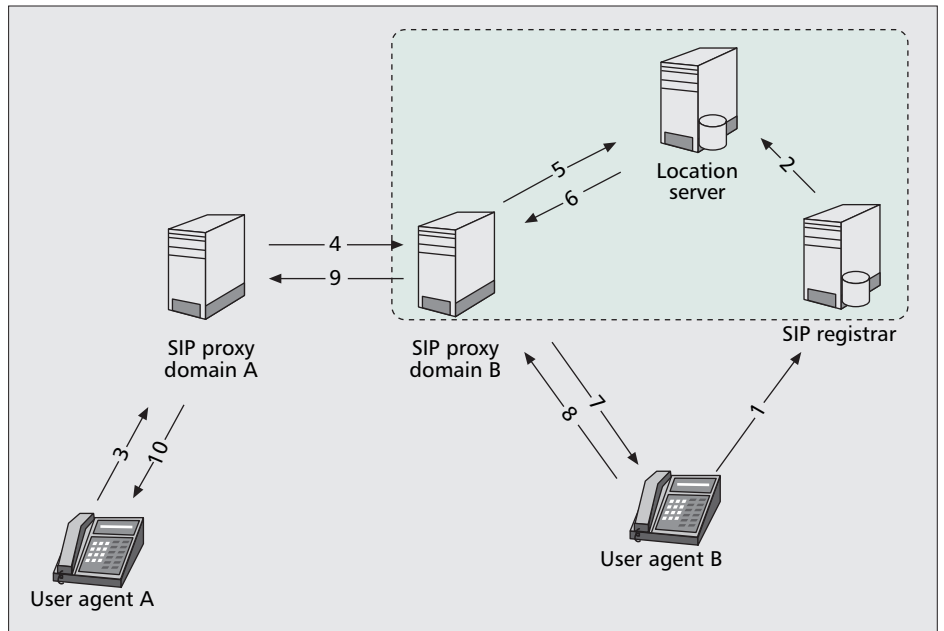 Location
server
5
6
2
4
9
SIP registrar
SIP proxy
domain A
SIP proxy
domain B
3
10
8
7
1
User agent B
User agent A